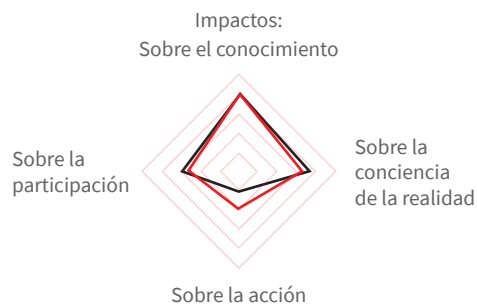 Impactos:
Sobre el conocimiento
Sobre la
participación
Sobre la
conciencia
de la realidad
Sobre la acción